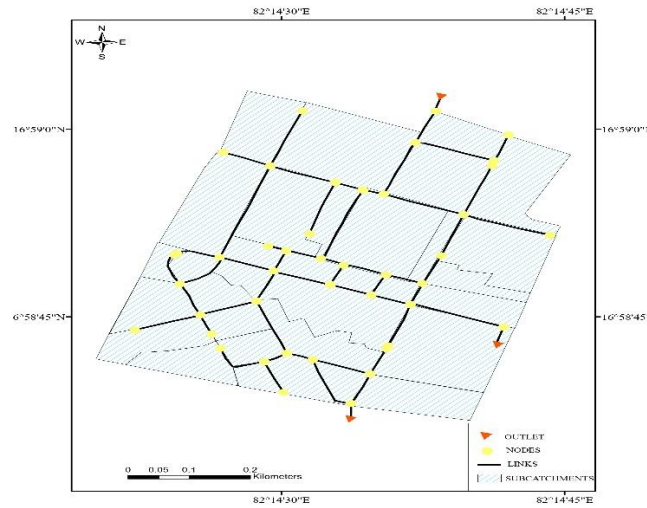 82°14'30"E 82°14'45"E
N
W E
S
16°59'0"N 16°59'0"N
6°58'45"N 16°58'45"N
OUTLET
NODES
LINKS
SUBCATCHMENTS
0 0.05 0.1 0.2
Kilometers
82°14'30"E 82°14'45"E